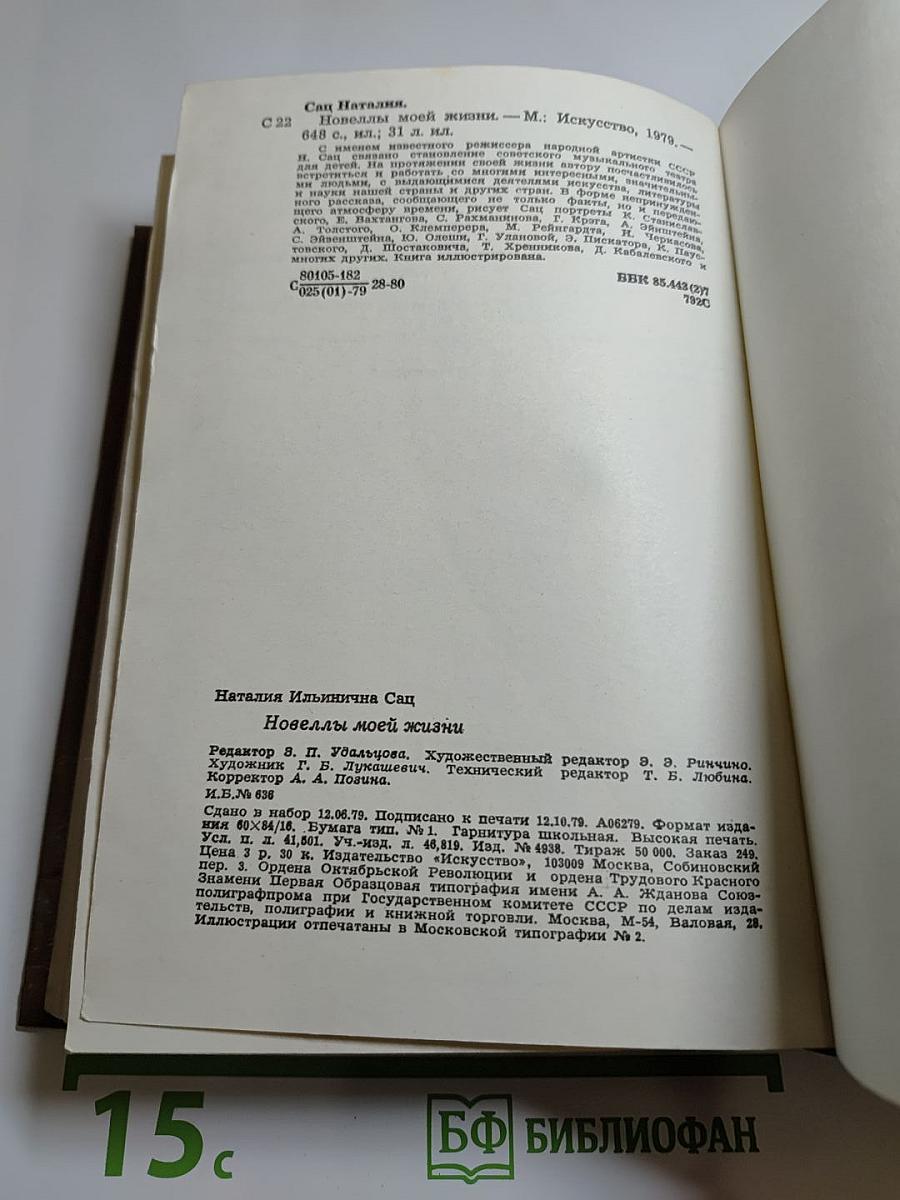 Сац Наталия.
С 22 Новеллы моей жизни. — М.: Искусство, 1979. —
648 с., ил.; 31 л. ил.
С именем известного режиссера народной артистки СССР
Н. Сац связано становление советского музыкального театра
для детей. На протяжении своей жизни автору посчастливилось
встретиться и работать со многими интересными, значительны-
ми людьми, с выдающимися деятелями искусства, литературы
и науки нашей страны и других стран. В форме непринужден-
ного рассказа, сообщающего не только факты, но и передаю-
щего атмосферу времени, рисует Сац портреты К. Станислав-
ского, Е. Вахтангова, С. Рахманинова, Г. Крэга, А. Эйнштейна,
А. Толстого, О. Клемперера, М. Рейнгардта, Н. Черкасова,
С. Эйзенштейна, Ю. Олеши, Г. Улановой, Э. Пискатора, К. Паус-
товского, Д. Шостаковича, Т. Хренникова, Д. Кабалевского и
многих других. Книга иллюстрирована.
С 80105-182
025(01)-79 28-80
ББК 85.443(2)7
792С
Наталия Ильинична Сац
Новеллы моей жизни
Редактор З. П. Удальцова. Художественный редактор Э. Э. Ринчино.
Художник Г. Б. Лукашевич. Технический редактор Т. Б. Любина.
Корректор А. А. Позина.
И.Б.№ 636
Сдано в набор 12.06.79. Подписано к печати 12.10.79. А06279. Формат изда-
ния 60×84/16. Бумага тип. № 1. Гарнитура школьная. Высокая печать.
Усл. п. л. 41,501. Уч.-изд. л. 46,819. Изд. № 4938. Тираж 50 000. Заказ 249.
Цена 3 р. 30 к. Издательство «Искусство», 103009 Москва, Собиновский
пер. 3. Ордена Октябрьской Революции и ордена Трудового Красного
Знамени Первая Образцовая типография имени А. А. Жданова Союз-
полиграфпрома при Государственном комитете СССР по делам изда-
тельств, полиграфии и книжной торговли. Москва, М-54, Валовая, 28.
Иллюстрации отпечатаны в Московской типографии № 2.
15 с
БФ БИБЛИОФАН